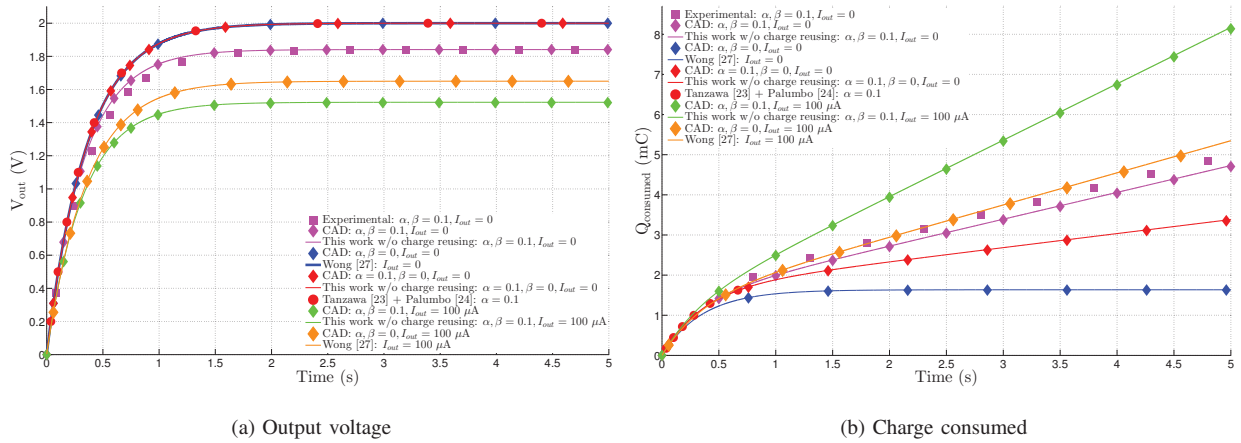 2
1.8
1.6
1.4
1.2
1
0.8
0.6
0.4
0.2
0
V_out (V)
0 0.5 1 1.5 2 2.5 3 3.5 4 4.5 5
Time (s)
Experimental: α, β = 0.1, I_out = 0
CAD: α, β = 0.1, I_out = 0
This work w/o charge reusing: α, β = 0.1, I_out = 0
CAD: α, β = 0, I_out = 0
Wong [27]: I_out = 0
CAD: α = 0.1, β = 0, I_out = 0
This work w/o charge reusing: α = 0.1, β = 0, I_out = 0
Tanzawa [23] + Palumbo [24]: α = 0.1
CAD: α, β = 0.1, I_out = 100 μA
This work w/o charge reusing: α, β = 0.1, I_out = 100 μA
CAD: α, β = 0, I_out = 100 μA
Wong [27]: I_out = 100 μA
(a) Output voltage
8
7
6
5
4
3
2
1
0
Q_consumed (mC)
0 0.5 1 1.5 2 2.5 3 3.5 4 4.5 5
Time (s)
Experimental: α, β = 0.1, I_out = 0
CAD: α, β = 0.1, I_out = 0
This work w/o charge reusing: α, β = 0.1, I_out = 0
CAD: α, β = 0, I_out = 0
Wong [27]: I_out = 0
CAD: α = 0.1, β = 0, I_out = 0
This work w/o charge reusing: α = 0.1, β = 0, I_out = 0
Tanzawa [23] + Palumbo [24]: α = 0.1
CAD: α, β = 0.1, I_out = 100 μA
This work w/o charge reusing: α, β = 0.1, I_out = 100 μA
CAD: α, β = 0, I_out = 100 μA
Wong [27]: I_out = 100 μA
(b) Charge consumed